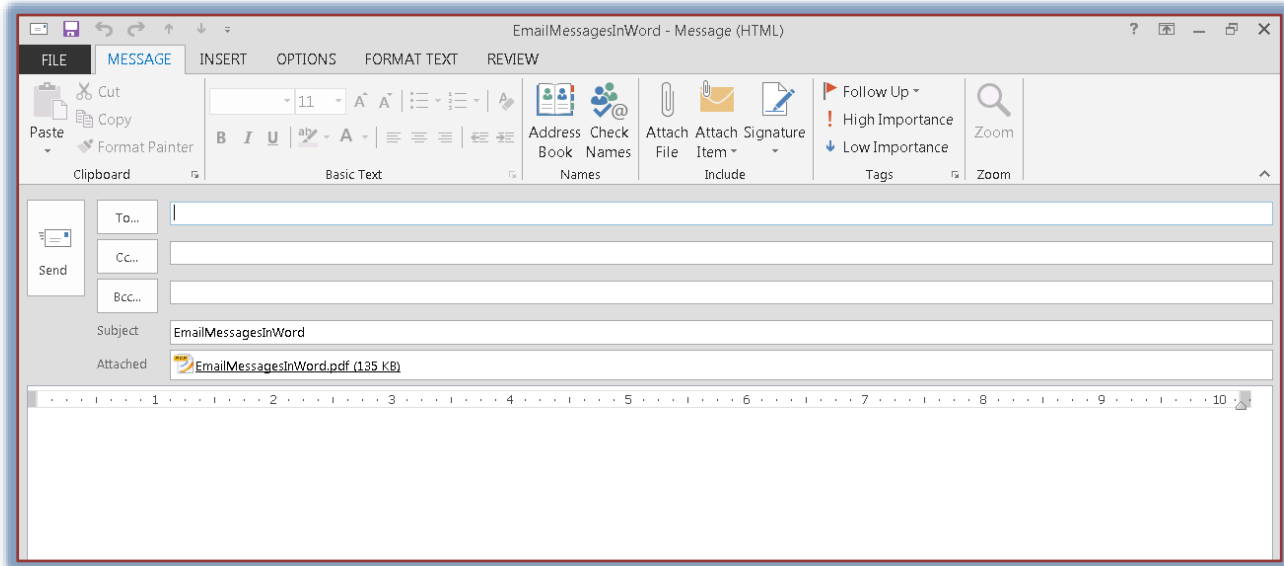 EmailMessagesInWord - Message (HTML)
?
FILE MESSAGE INSERT OPTIONS FORMAT TEXT REVIEW
Paste
Cut
Copy
Format Painter
Clipboard
11
A A
B I U aby A
Basic Text
Address Book
Check Names
Names
@
Attach File
Attach Item
Signature
Include
Follow Up
! High Importance
Low Importance
Tags
Zoom
Zoom
Send
To...
Cc...
Bcc...
Subject EmailMessagesInWord
Attached EmailMessagesInWord.pdf (135 KB)
PDF
1 2 3 4 5 6 7 8 9 10